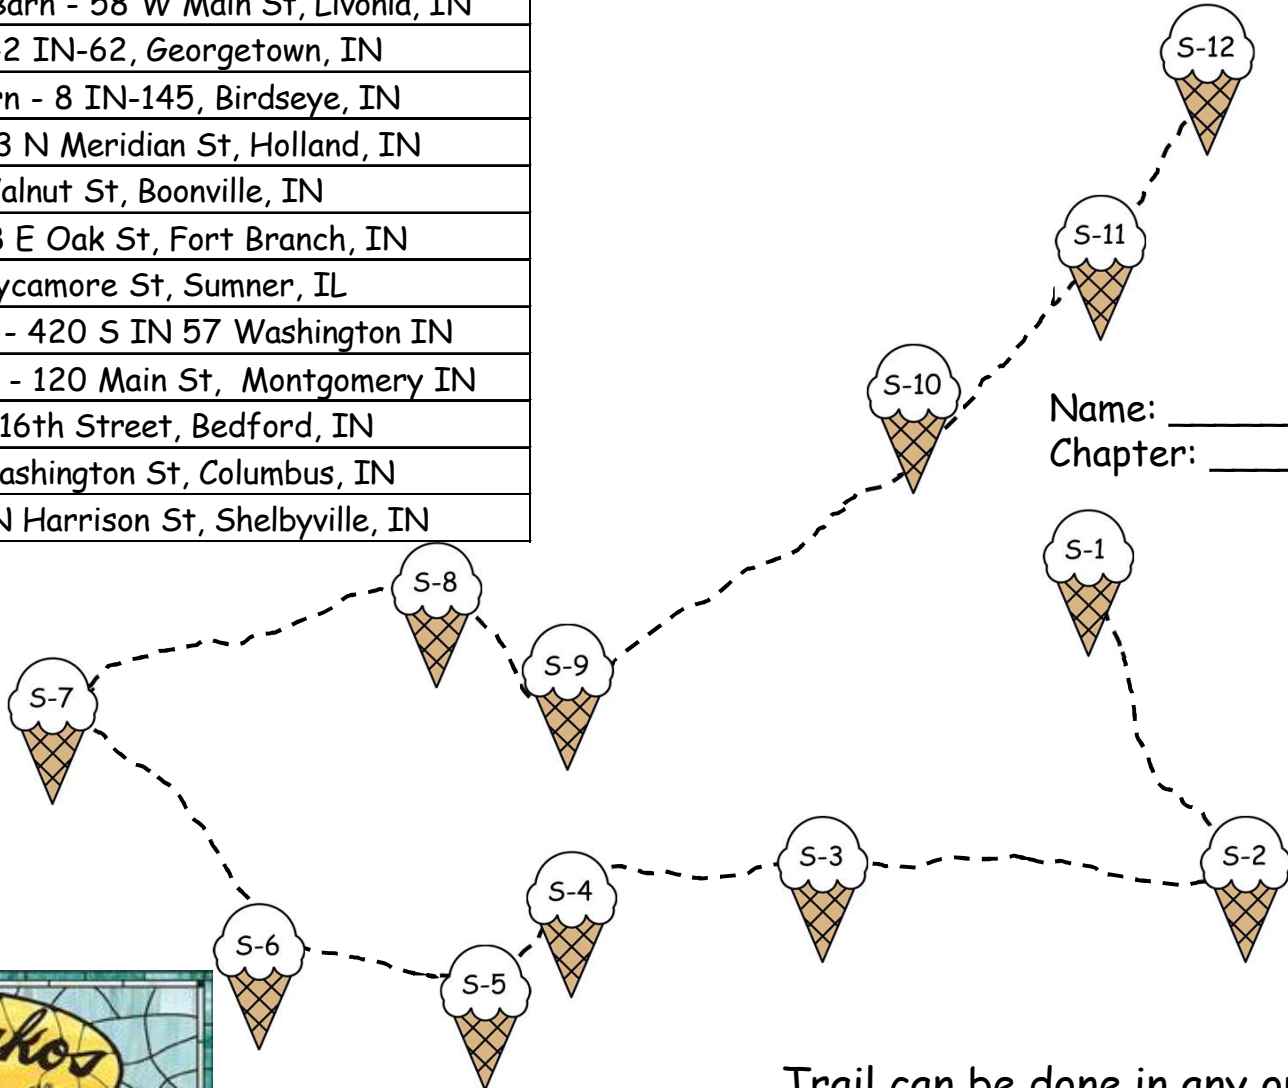 Barn - 58 W Main St, Livonia, IN
2 IN-62, Georgetown, IN
rn - 8 IN-145, Birdseye, IN
3 N Meridian St, Holland, IN
alnut St, Boonville, IN
3 E Oak St, Fort Branch, IN
ycamore St, Sumner, IL
- 420 S IN 57 Washington IN
- 120 Main St, Montgomery IN
16th Street, Bedford, IN
ashington St, Columbus, IN
N Harrison St, Shelbyville, IN
S-12
S-11
S-10
Name: ______
Chapter: ____
S-1
S-8
S-9
S-7
S-3
S-2
S-4
S-6
S-5
kos
Trail can be done in any